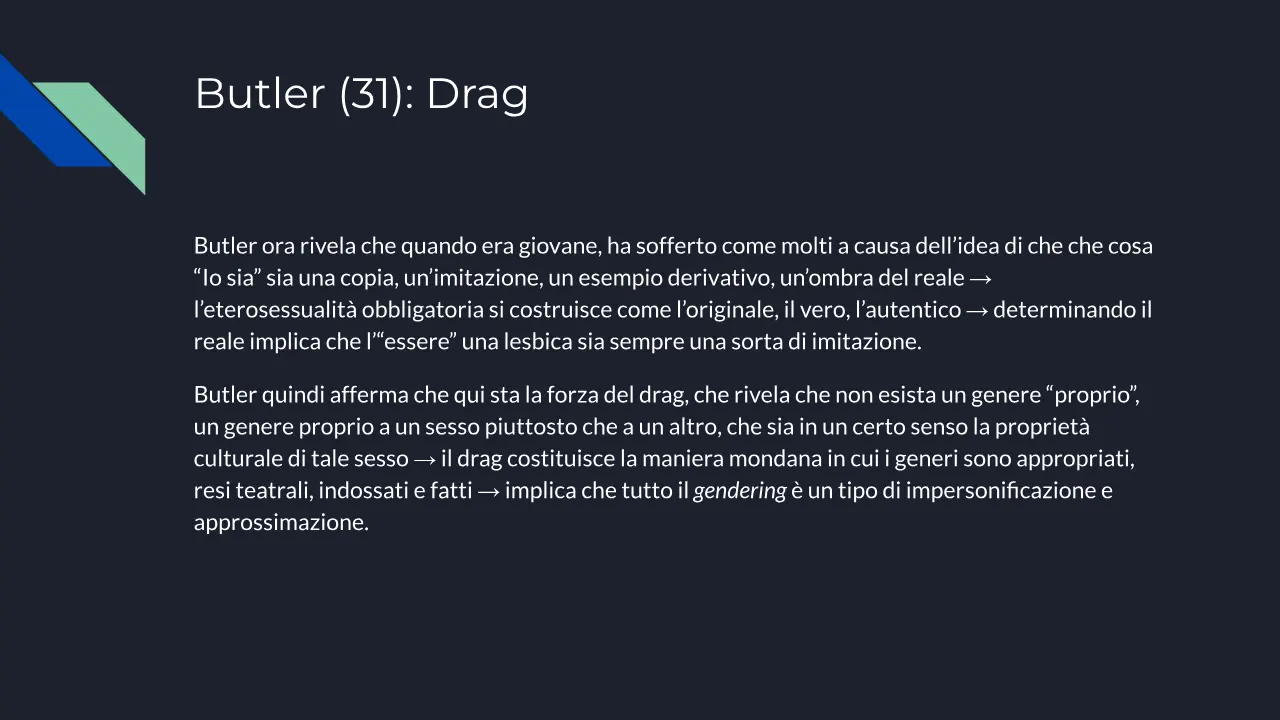 Butler (31): Drag
Butler ora rivela che quando era giovane, ha sofferto come molti a causa dell’idea di che che cosa
“Io sia” sia una copia, un’imitazione, un esempio derivativo, un’ombra del reale →
l’eterosessualità obbligatoria si costruisce come l’originale, il vero, l’autentico → determinando il
reale implica che l’“essere” una lesbica sia sempre una sorta di imitazione.
Butler quindi afferma che qui sta la forza del drag, che rivela che non esista un genere “proprio”,
un genere proprio a un sesso piuttosto che a un altro, che sia in un certo senso la proprietà
culturale di tale sesso → il drag costituisce la maniera mondana in cui i generi sono appropriati,
resi teatrali, indossati e fatti → implica che tutto il gendering è un tipo di impersonificazione e
approssimazione.